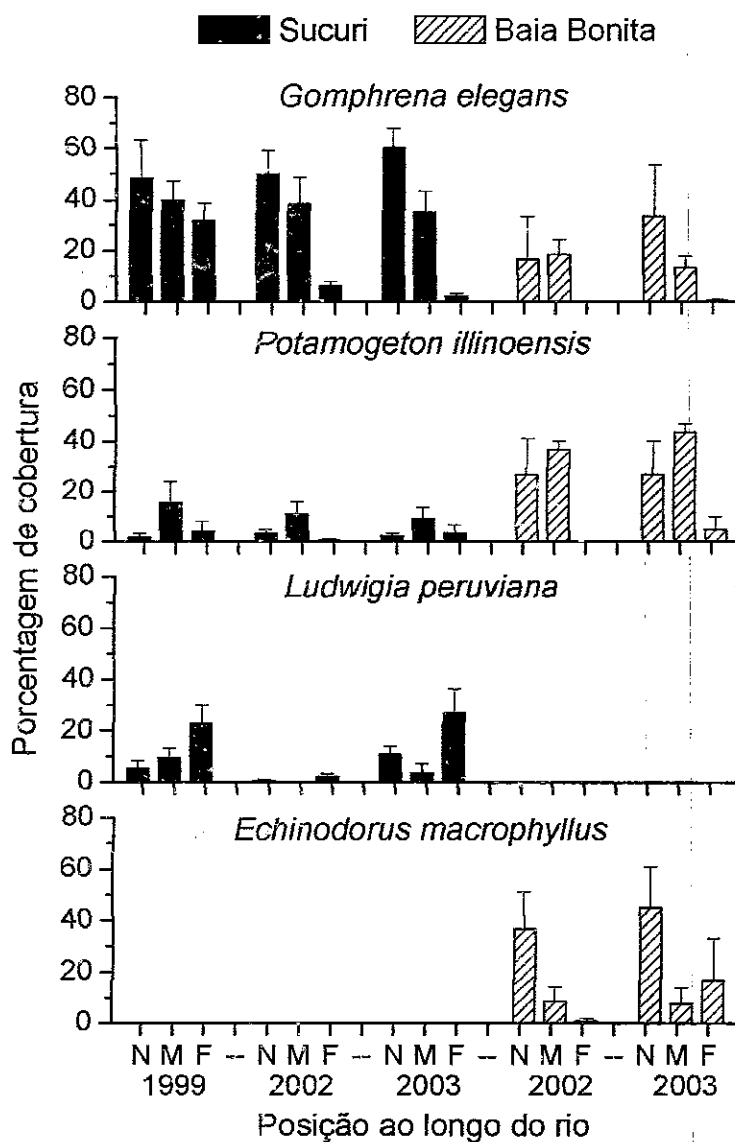 Sucuri Baia Bonita
Gomphrena elegans
80
60
40
20
0
Potamogeton illinoensis
80
60
40
20
0
Ludwigia peruviana
80
60
40
20
0
Echinodorus macrophyllus
80
60
40
20
0
Porcentagem de cobertura
N M F -- N M F -- N M F -- N M F -- N M F
1999 2002 2003 2002 2003
Posição ao longo do rio